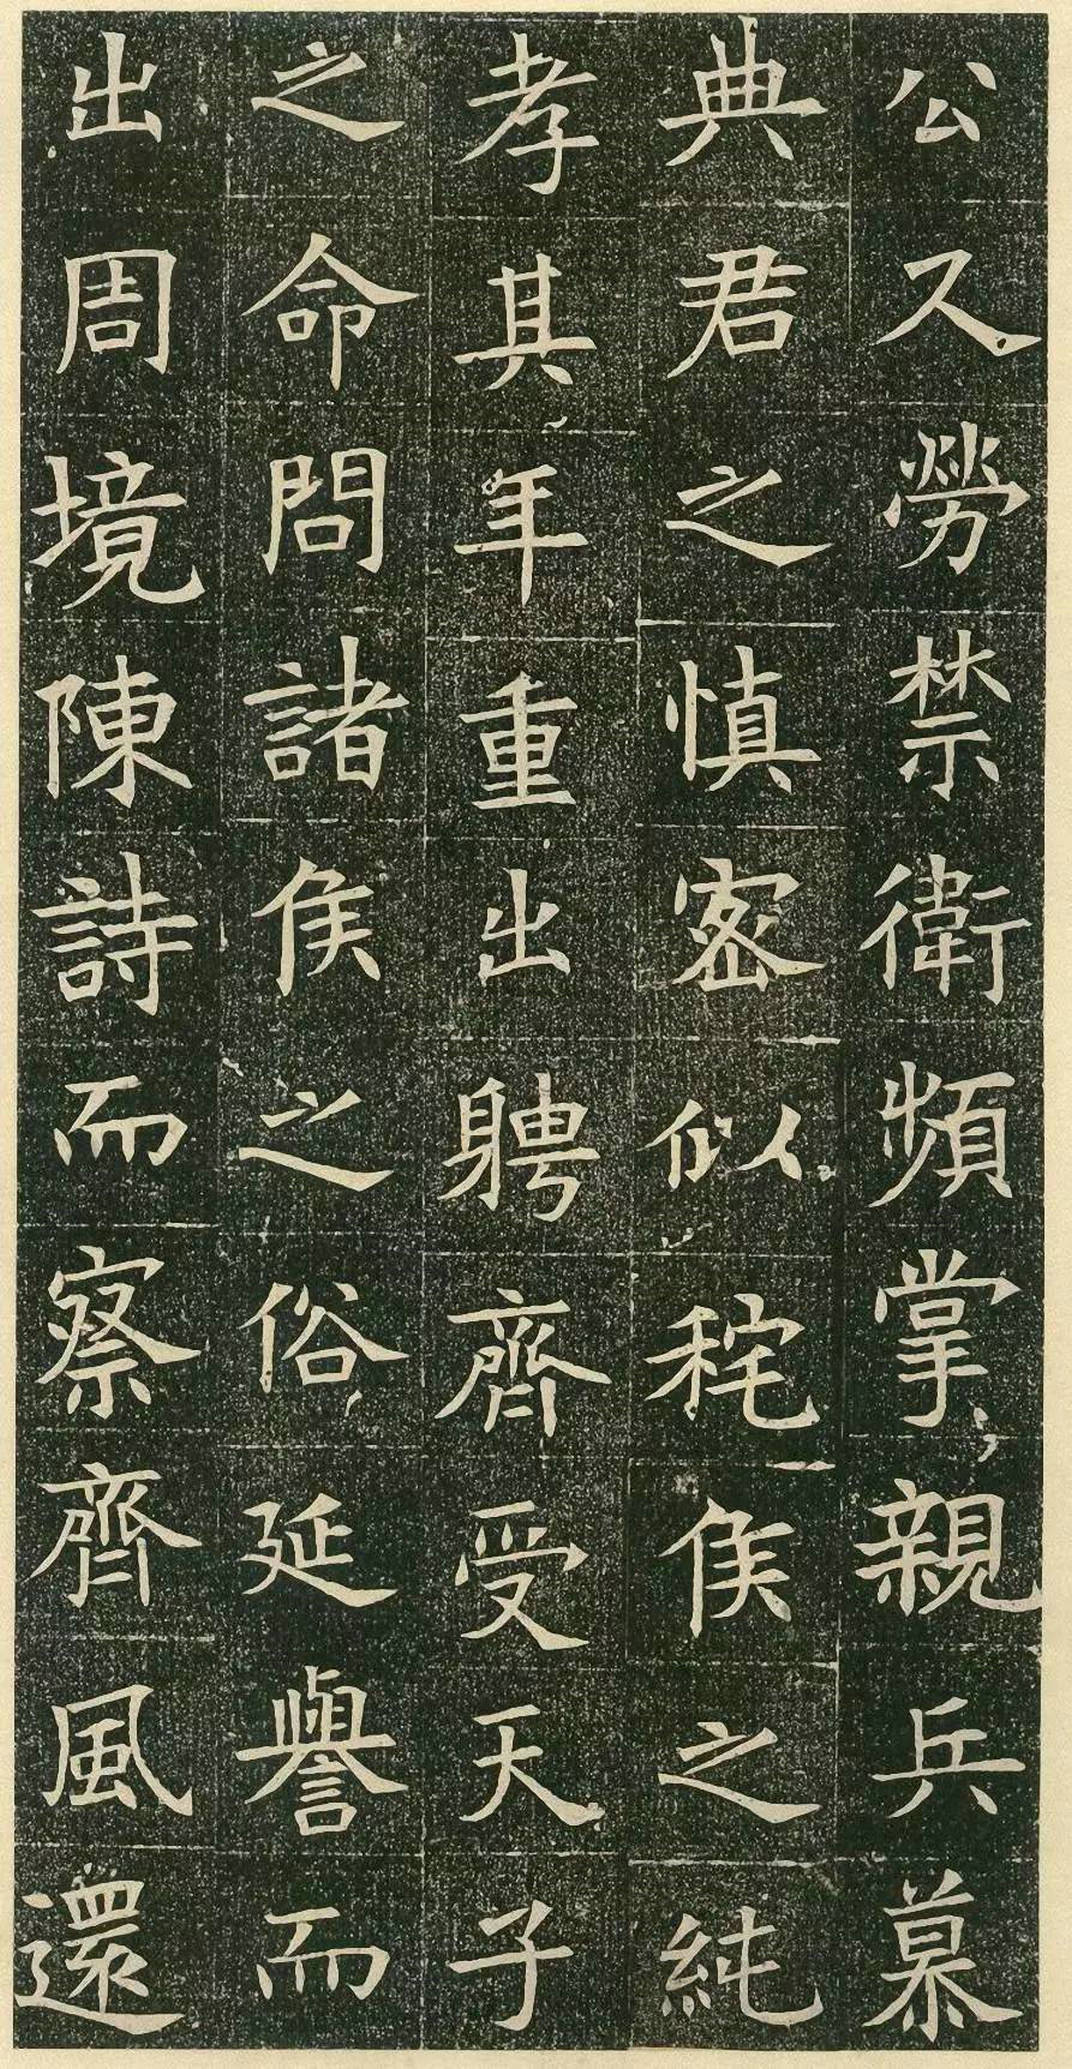 公久勞禁衛頻掌親兵慕
典君之慎密似秺侯之純
孝其年重出聘齊受天子
之命問諸侯之俗延譽而
出周境陳詩而察齊風還